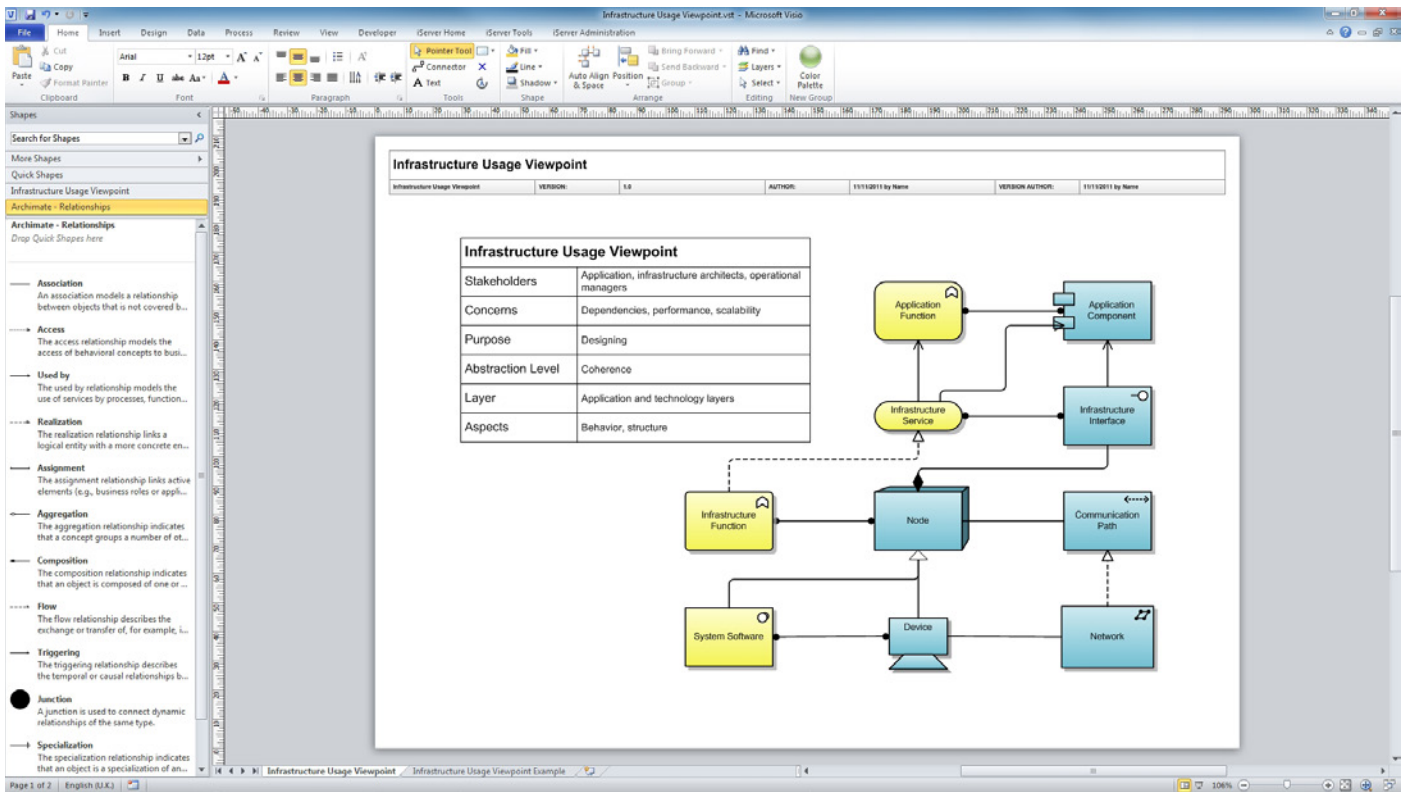 Infrastructure Usage Viewpoint.vst - Microsoft Visio
File Home Insert Design Data Process Review View Developer iServer Home iServer Tools iServer Administration
Paste
Cut
Copy
Format Painter
Clipboard
Arial 12pt
B I U abc Aa A
Font
Paragraph
Pointer Tool
Connector
A Text
Tools
Fill
Line
Shadow
Shape
Auto Align & Space
Position
Bring Forward
Send Backward
Group
Arrange
Find
Layers
Select
Editing
Color Palette
New Group
Shapes
Search for Shapes
More Shapes
Quick Shapes
Infrastructure Usage Viewpoint
Archimate - Relationships
Archimate - Relationships
Drop Quick Shapes here
Association
An association models a relationship
between objects that is not covered b...
Access
The access relationship models the
access of behavioral concepts to busi...
Used by
The used by relationship models the
use of services by processes, function...
Realization
The realization relationship links a
logical entity with a more concrete en...
Assignment
The assignment relationship links active
elements (e.g., business roles or appli...
Aggregation
The aggregation relationship indicates
that a concept groups a number of ot...
Composition
The composition relationship indicates
that an object is composed of one or ...
Flow
The flow relationship describes the
exchange or transfer of, for example, i...
Triggering
The triggering relationship describes
the temporal or causal relationships b...
Junction
A junction is used to connect dynamic
relationships of the same type.
Specialization
The specialization relationship indicates
that an object is a specialization of an...
Infrastructure Usage Viewpoint
Infrastructure Usage Viewpoint VERSION: 1.0 AUTHOR: 11/11/2011 by Name VERSION AUTHOR: 11/11/2011 by Name
Infrastructure Usage Viewpoint
Stakeholders Application, infrastructure architects, operational
managers
Concerns Dependencies, performance, scalability
Purpose Designing
Abstraction Level Coherence
Layer Application and technology layers
Aspects Behavior, structure
Application
Function
Application
Component
Infrastructure
Service
Infrastructure
Interface
Infrastructure
Function
Node
Communication
Path
System Software
Device
Network
Infrastructure Usage Viewpoint Infrastructure Usage Viewpoint Example
Page 1 of 2 English (U.K.) 106%